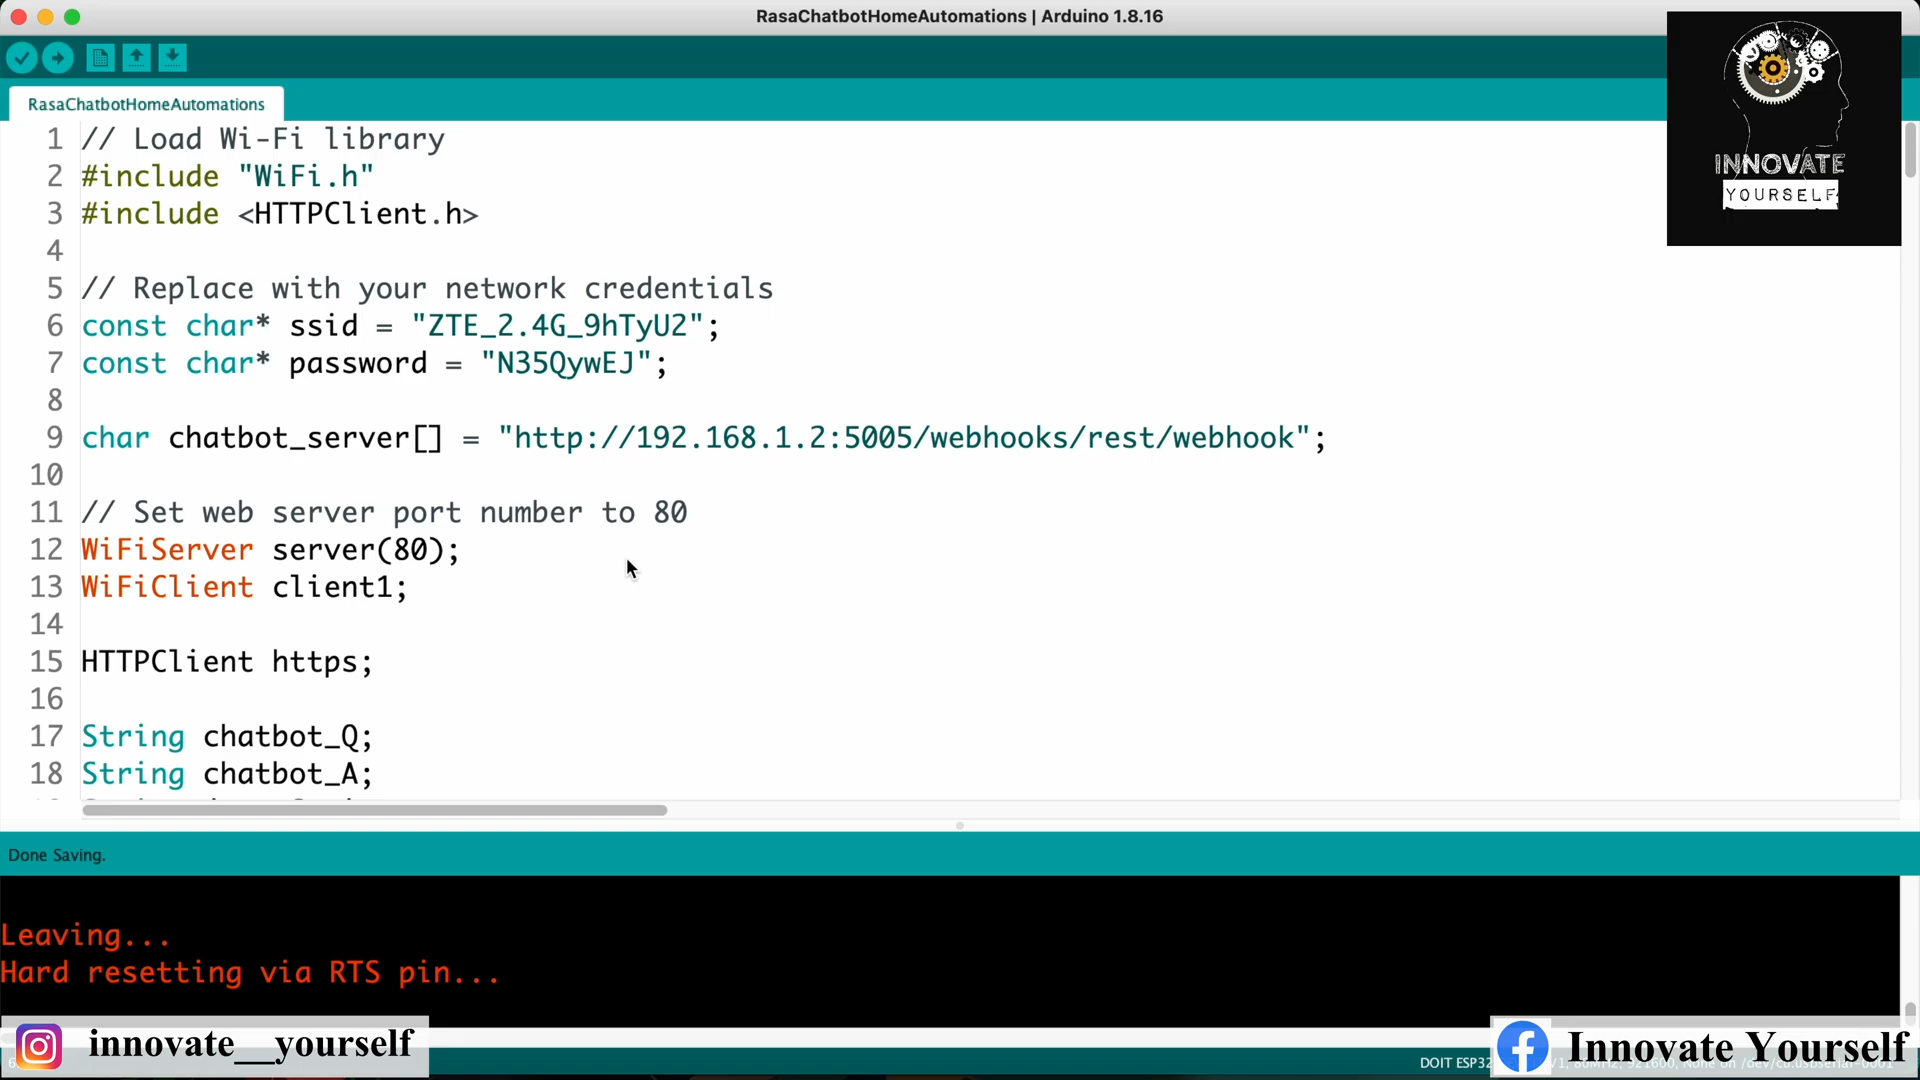 RasaChatbotHomeAutomations | Arduino 1.8.16
INNOVATE
YOURSELF
RasaChatbotHomeAutomations
1 // Load Wi-Fi library
2 #include "WiFi.h"
3 #include <HTTPClient.h>
4
5 // Replace with your network credentials
6 const char* ssid = "ZTE_2.4G_9hTyU2";
7 const char* password = "N35QywEJ";
8
9 char chatbot_server[] = "http://192.168.1.2:5005/webhooks/rest/webhook";
10
11 // Set web server port number to 80
12 WiFiServer server(80);
13 WiFiClient client1;
14
15 HTTPClient https;
16
17 String chatbot_Q;
18 String chatbot_A;
Done Saving.
Leaving...
Hard resetting via RTS pin...
innovate__yourself
Innovate Yourself
DOIT ESP32